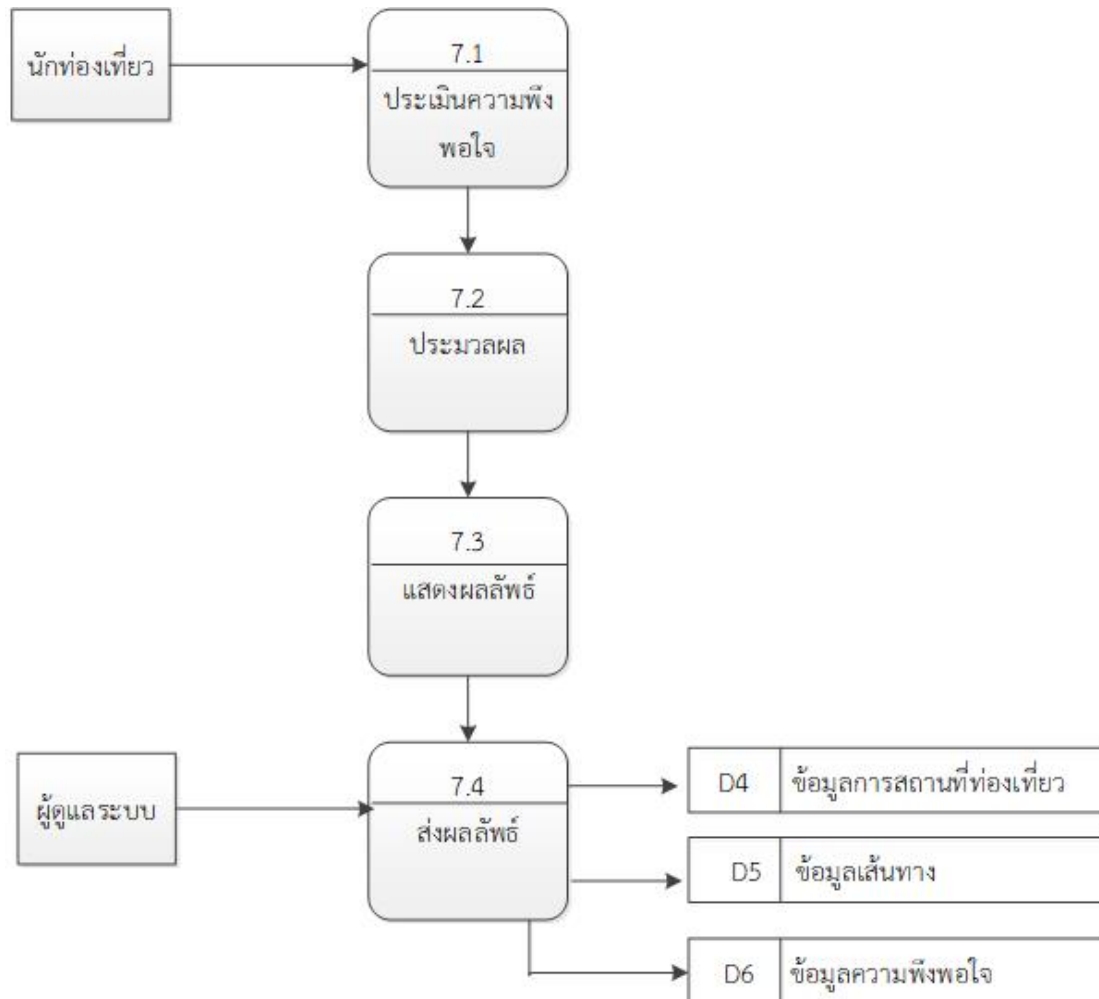 นักท่องเที่ยว
7.1
ประเมินความพึง
พอใจ
7.2
ประมวลผล
7.3
แสดงผลลัพธ์
ผู้ดูแลระบบ
7.4
ส่งผลลัพธ์
D4 ข้อมูลการสถานที่ท่องเที่ยว
D5 ข้อมูลเส้นทาง
D6 ข้อมูลความพึงพอใจ